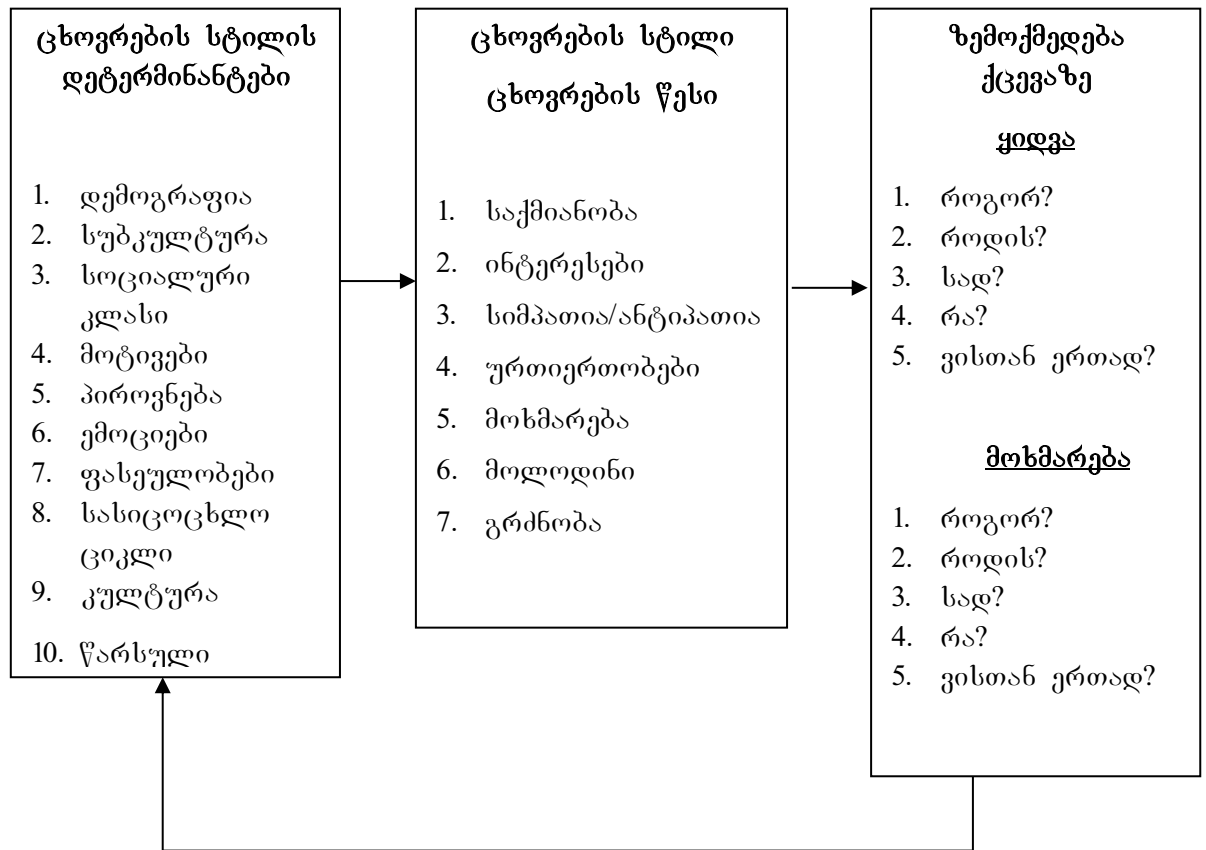 ცხოვრების სტილის
დეტერმინანტები
1. დემოგრაფია
2. სუბკულტურა
3. სოციალური
კლასი
4. მოტივები
5. პიროვნება
6. ემოციები
7. ფასეულობები
8. სასიცოცხლო
ციკლი
9. კულტურა
10. წარსული
ცხოვრების სტილი
ცხოვრების წესი
1. საქმიანობა
2. ინტერესები
3. სიმპათია/ანტიპათია
4. ურთიერთობები
5. მოხმარება
6. მოლოდინი
7. გრძნობა
ზემოქმედება
ქცევაზე
ყიდვა
1. როგორ?
2. როდის?
3. სად?
4. რა?
5. ვისთან ერთად?
მოხმარება
1. როგორ?
2. როდის?
3. სად?
4. რა?
5. ვისთან ერთად?